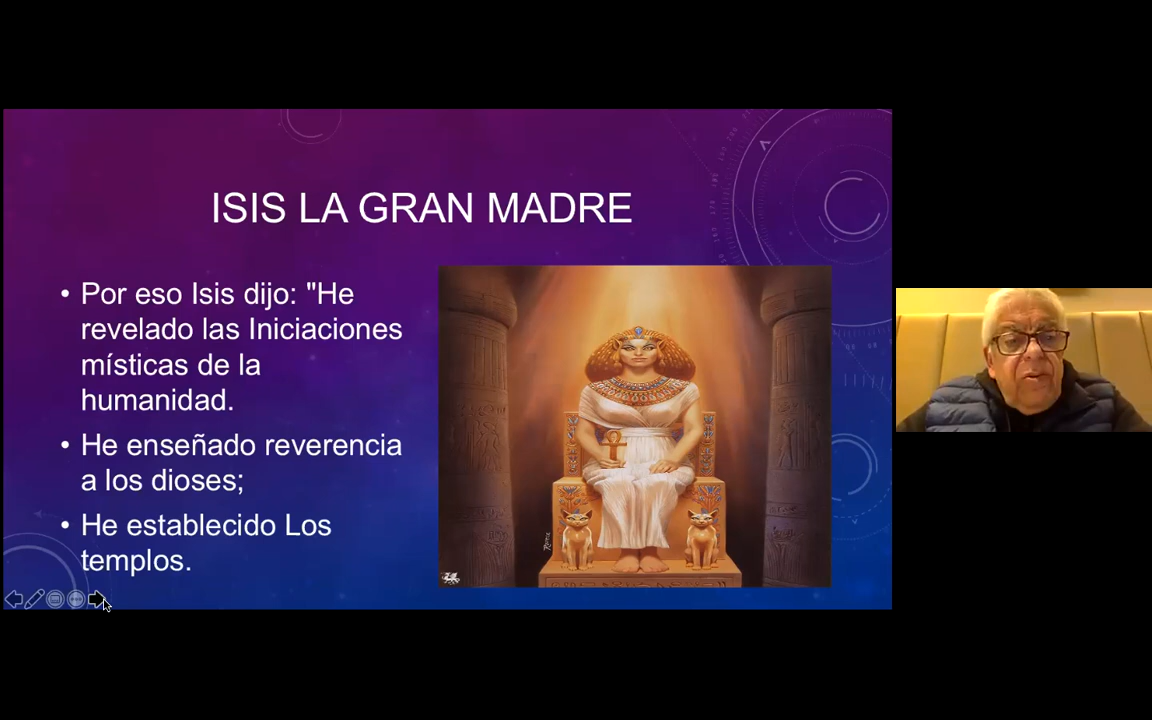 ISIS LA GRAN MADRE
• Por eso Isis dijo: "He
revelado las Iniciaciones
místicas de la
humanidad.
• He enseñado reverencia
a los dioses;
• He establecido Los
templos.